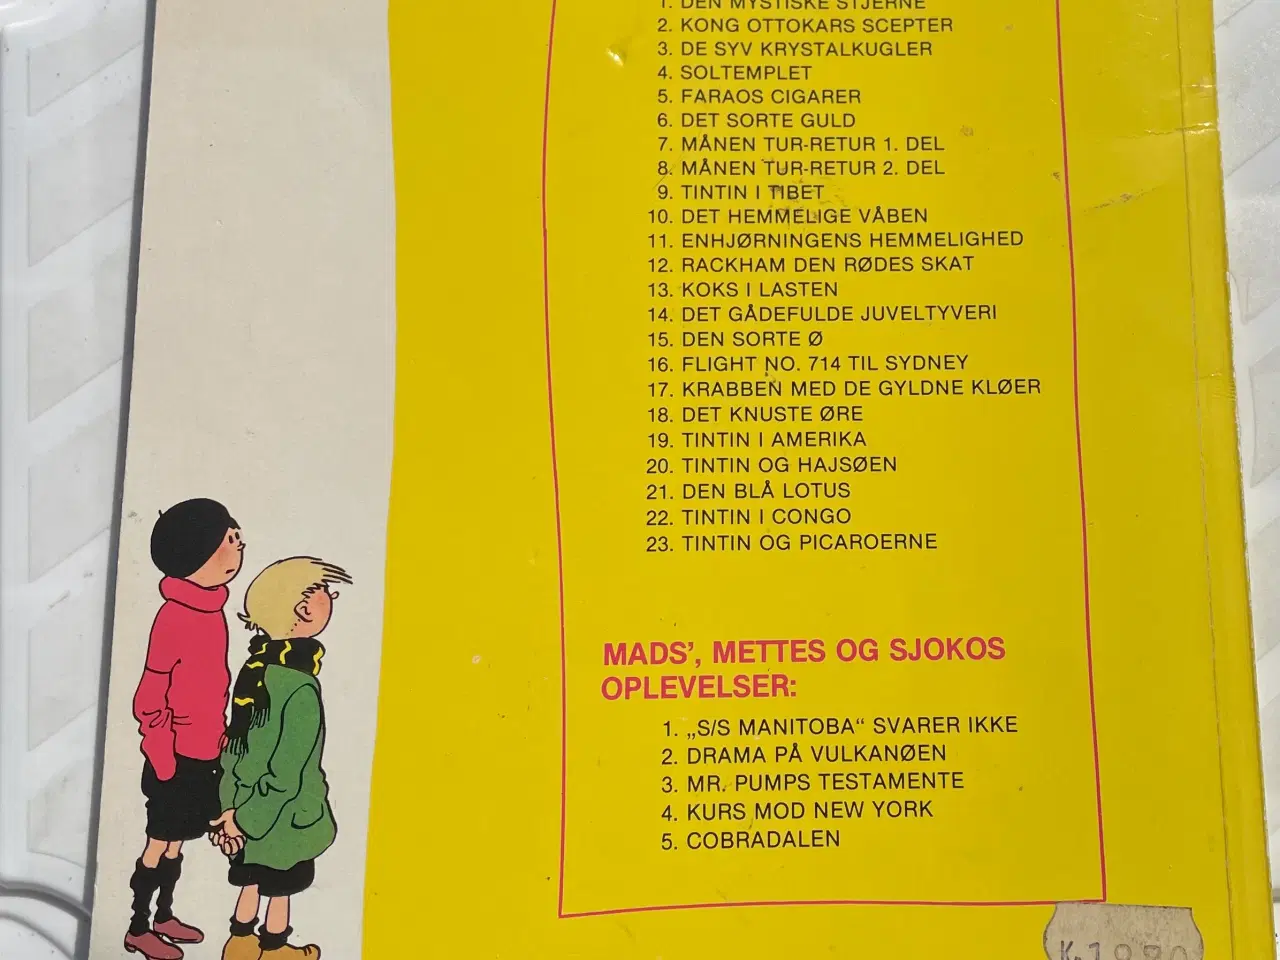 1. DEN MYSTISKE STJERNE
2. KONG OTTOKARS SCEPTER
3. DE SYV KRYSTALKUGLER
4. SOLTEMPLET
5. FARAOS CIGARER
6. DET SORTE GULD
7. MÅNEN TUR-RETUR 1. DEL
8. MÅNEN TUR-RETUR 2. DEL
9. TINTIN I TIBET
10. DET HEMMELIGE VÅBEN
11. ENHJØRNINGENS HEMMELIGHED
12. RACKHAM DEN RØDES SKAT
13. KOKS I LASTEN
14. DET GÅDEFULDE JUVELTYVERI
15. DEN SORTE Ø
16. FLIGHT NO. 714 TIL SYDNEY
17. KRABBEN MED DE GYLDNE KLØER
18. DET KNUSTE ØRE
19. TINTIN I AMERIKA
20. TINTIN OG HAJSØEN
21. DEN BLÅ LOTUS
22. TINTIN I CONGO
23. TINTIN OG PICAROERNE
MADS', METTES OG SJOKOS
OPLEVELSER:
1. „S/S MANITOBA“ SVARER IKKE
2. DRAMA PÅ VULKANØEN
3. MR. PUMPS TESTAMENTE
4. KURS MOD NEW YORK
5. COBRADALEN